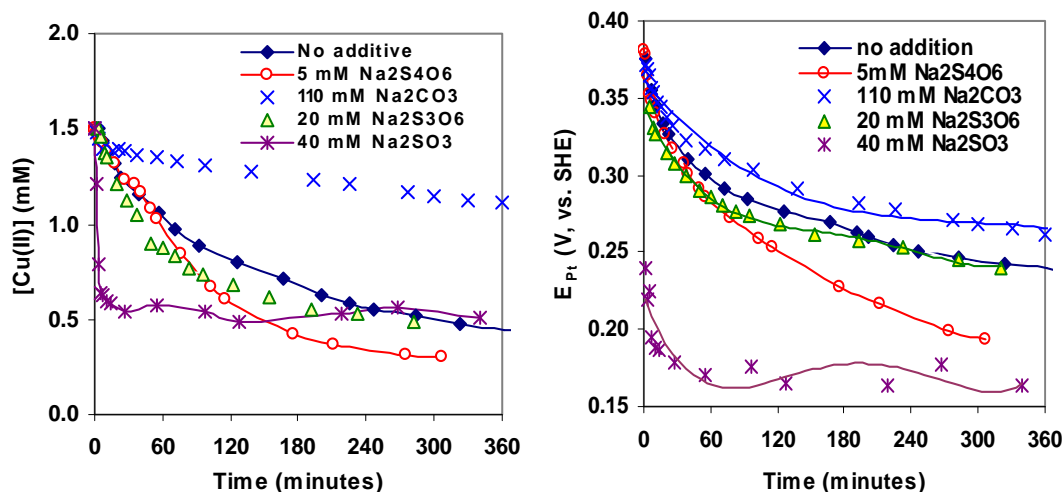 2.0
1.5
1.0
0.5
0.0
[Cu(II)] (mM)
0 60 120 180 240 300 360
Time (minutes)
No additive
5 mM Na2S4O6
110 mM Na2CO3
20 mM Na2S3O6
40 mM Na2SO3
0.40
0.35
0.30
0.25
0.20
0.15
E Pt (V, vs. SHE)
0 60 120 180 240 300 360
Time (minutes)
no addition
5mM Na2S4O6
110 mM Na2CO3
20 mM Na2S3O6
40 mM Na2SO3